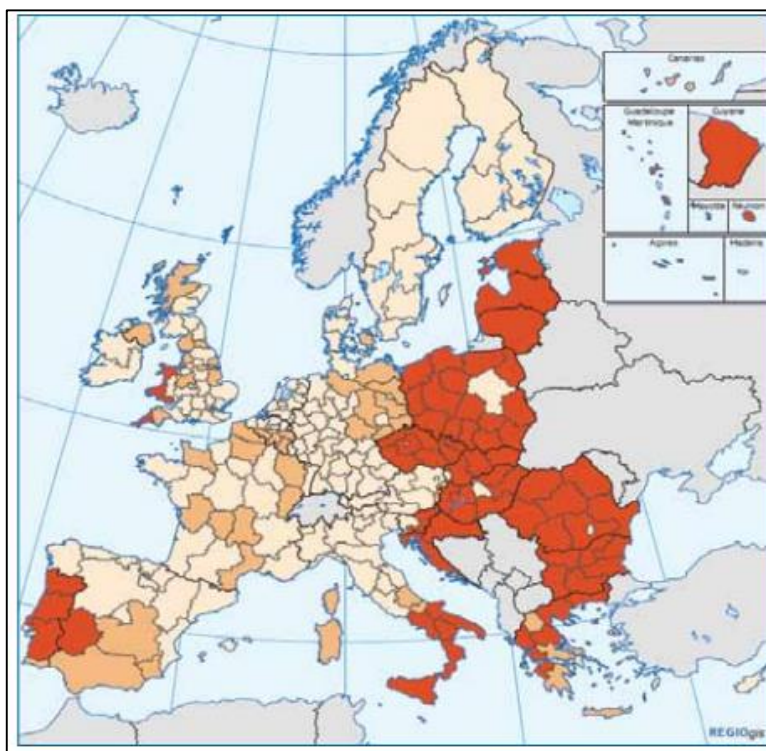 Canarias
Guadeloupe
Martinique
Guyane
Mayotte
Réunion
Açores
Madeira
REGIOgis